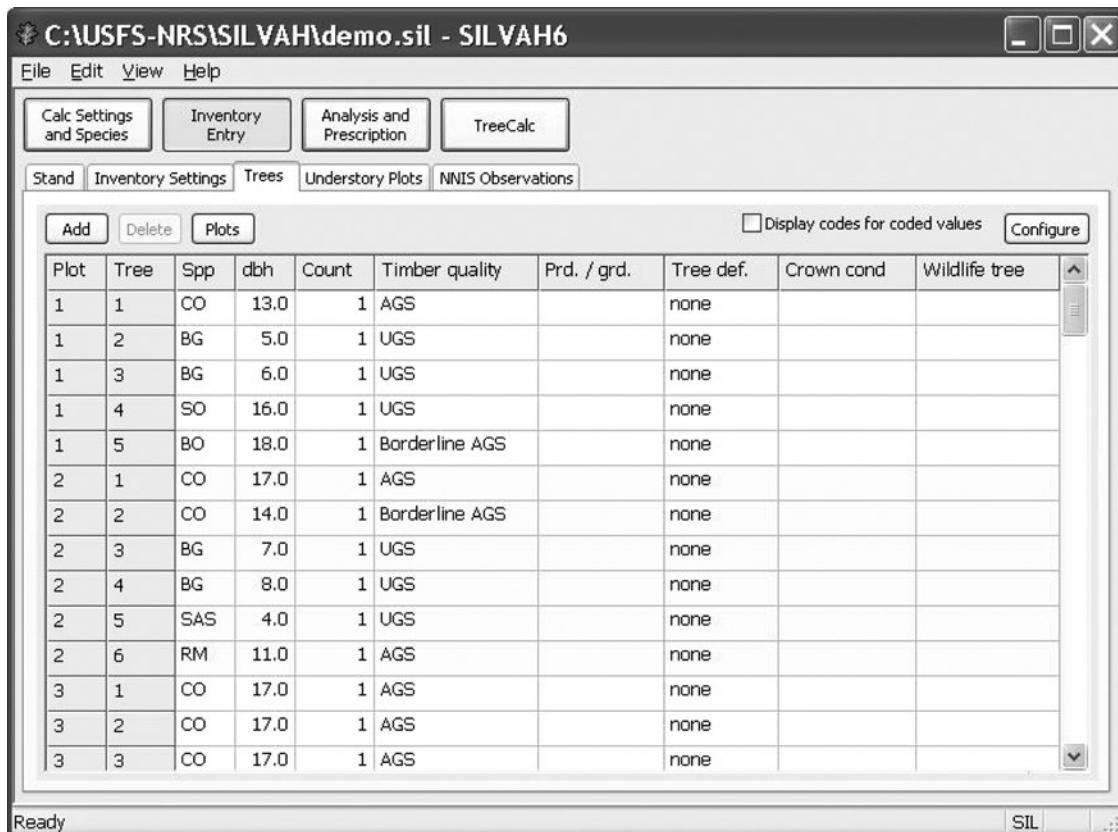 C:\USFS-NRS\SILVAH\demo.sil - SILVAH6
File Edit View Help
Calc Settings and Species Inventory Entry Analysis and Prescription TreeCalc
Stand Inventory Settings Trees Understory Plots NNIS Observations
Add Delete Plots Display codes for coded values Configure
Plot Tree Spp dbh Count Timber quality Prd. / grd. Tree def. Crown cond Wildlife tree
1 1 CO 13.0 1 AGS none
1 2 BG 5.0 1 UGS none
1 3 BG 6.0 1 UGS none
1 4 SO 16.0 1 UGS none
1 5 BO 18.0 1 Borderline AGS none
2 1 CO 17.0 1 AGS none
2 2 CO 14.0 1 Borderline AGS none
2 3 BG 7.0 1 UGS none
2 4 BG 8.0 1 UGS none
2 5 SAS 4.0 1 UGS none
2 6 RM 11.0 1 AGS none
3 1 CO 17.0 1 AGS none
3 2 CO 17.0 1 AGS none
3 3 CO 17.0 1 AGS none
Ready SIL